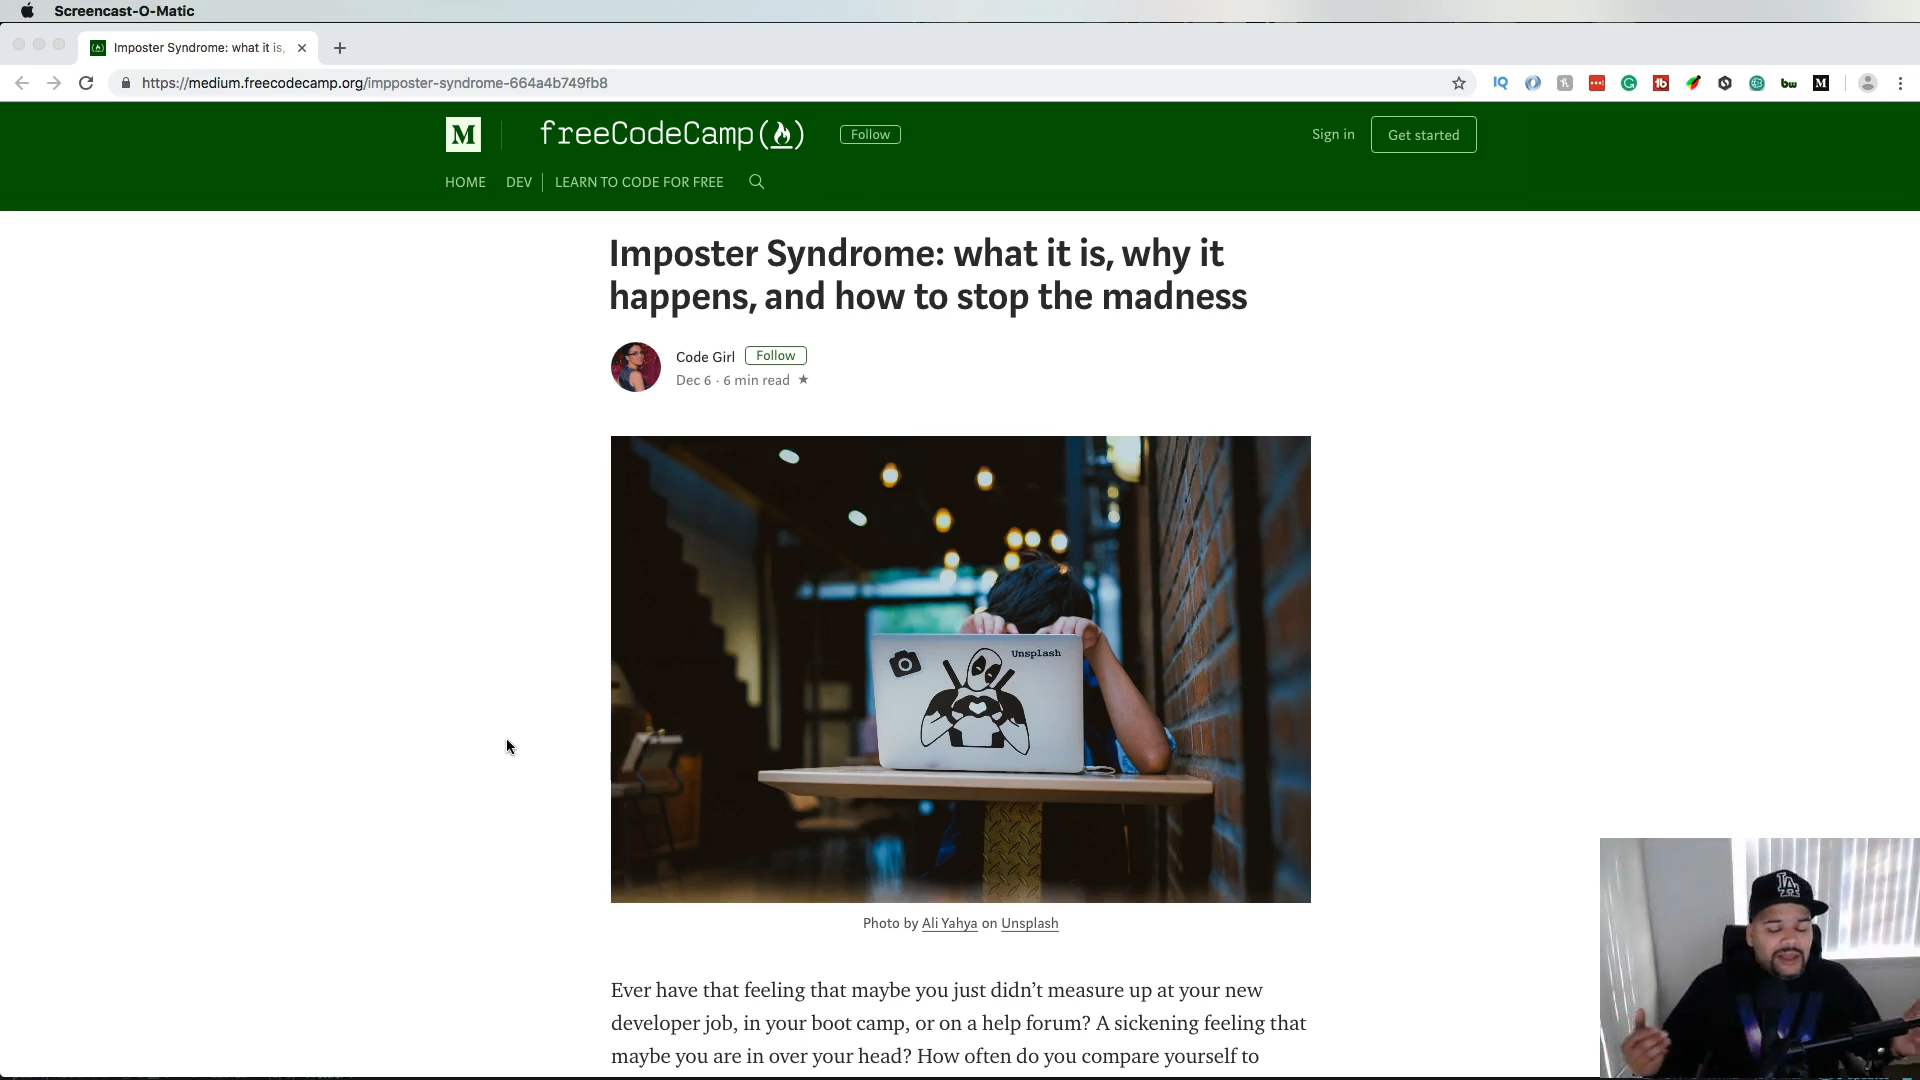 Screencast-O-Matic
Imposter Syndrome: what it is,
https://medium.freecodecamp.org/impposter-syndrome-664a4b749fb8
IQ
tb
bw
M
M
freeCodeCamp
Follow
Sign in
Get started
HOME
DEV
LEARN TO CODE FOR FREE
Imposter Syndrome: what it is, why it
happens, and how to stop the madness
Code Girl
Follow
Dec 6 · 6 min read
Unsplash
Photo by Ali Yahya on Unsplash
LA
Ever have that feeling that maybe you just didn’t measure up at your new
developer job, in your boot camp, or on a help forum? A sickening feeling that
maybe you are in over your head? How often do you compare yourself to